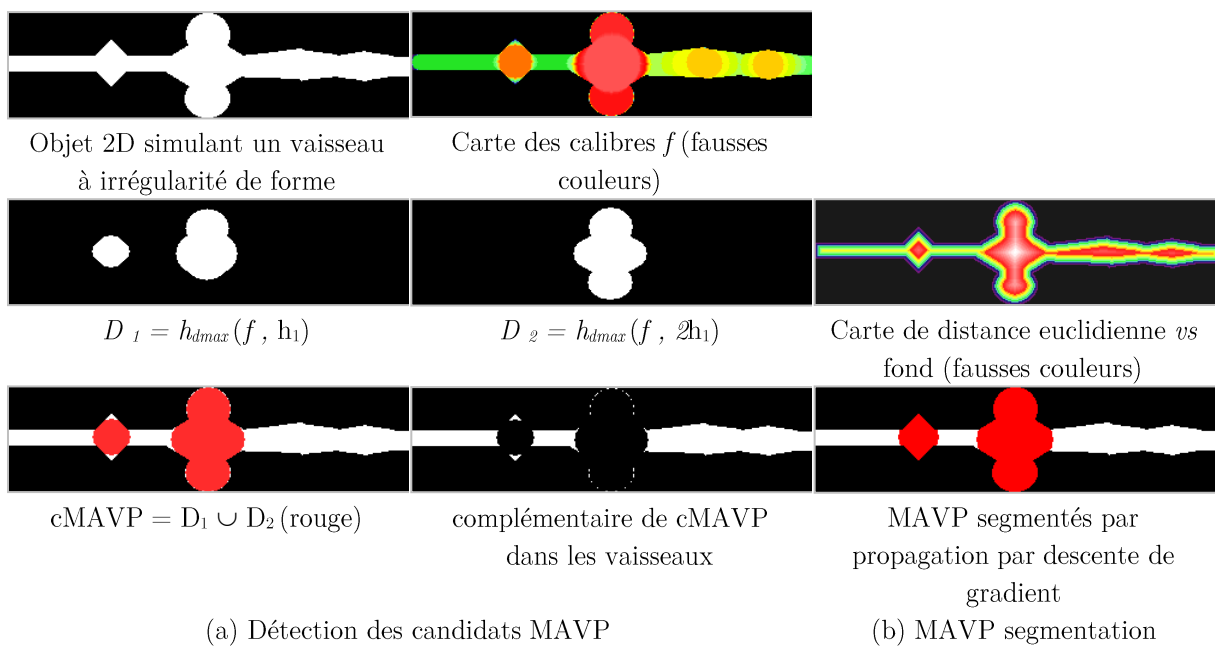 Objet 2D simulant un vaisseau
à irrégularité de forme
Carte des calibres f (fausses
couleurs)
D 1 = hdmax (f , h1)
D 2 = hdmax (f , 2h1)
Carte de distance euclidienne vs
fond (fausses couleurs)
cMAVP = D1 ∪ D2 (rouge)
complémentaire de cMAVP
dans les vaisseaux
MAVP segmentés par
propagation par descente de
gradient
(a) Détection des candidats MAVP
(b) MAVP segmentation